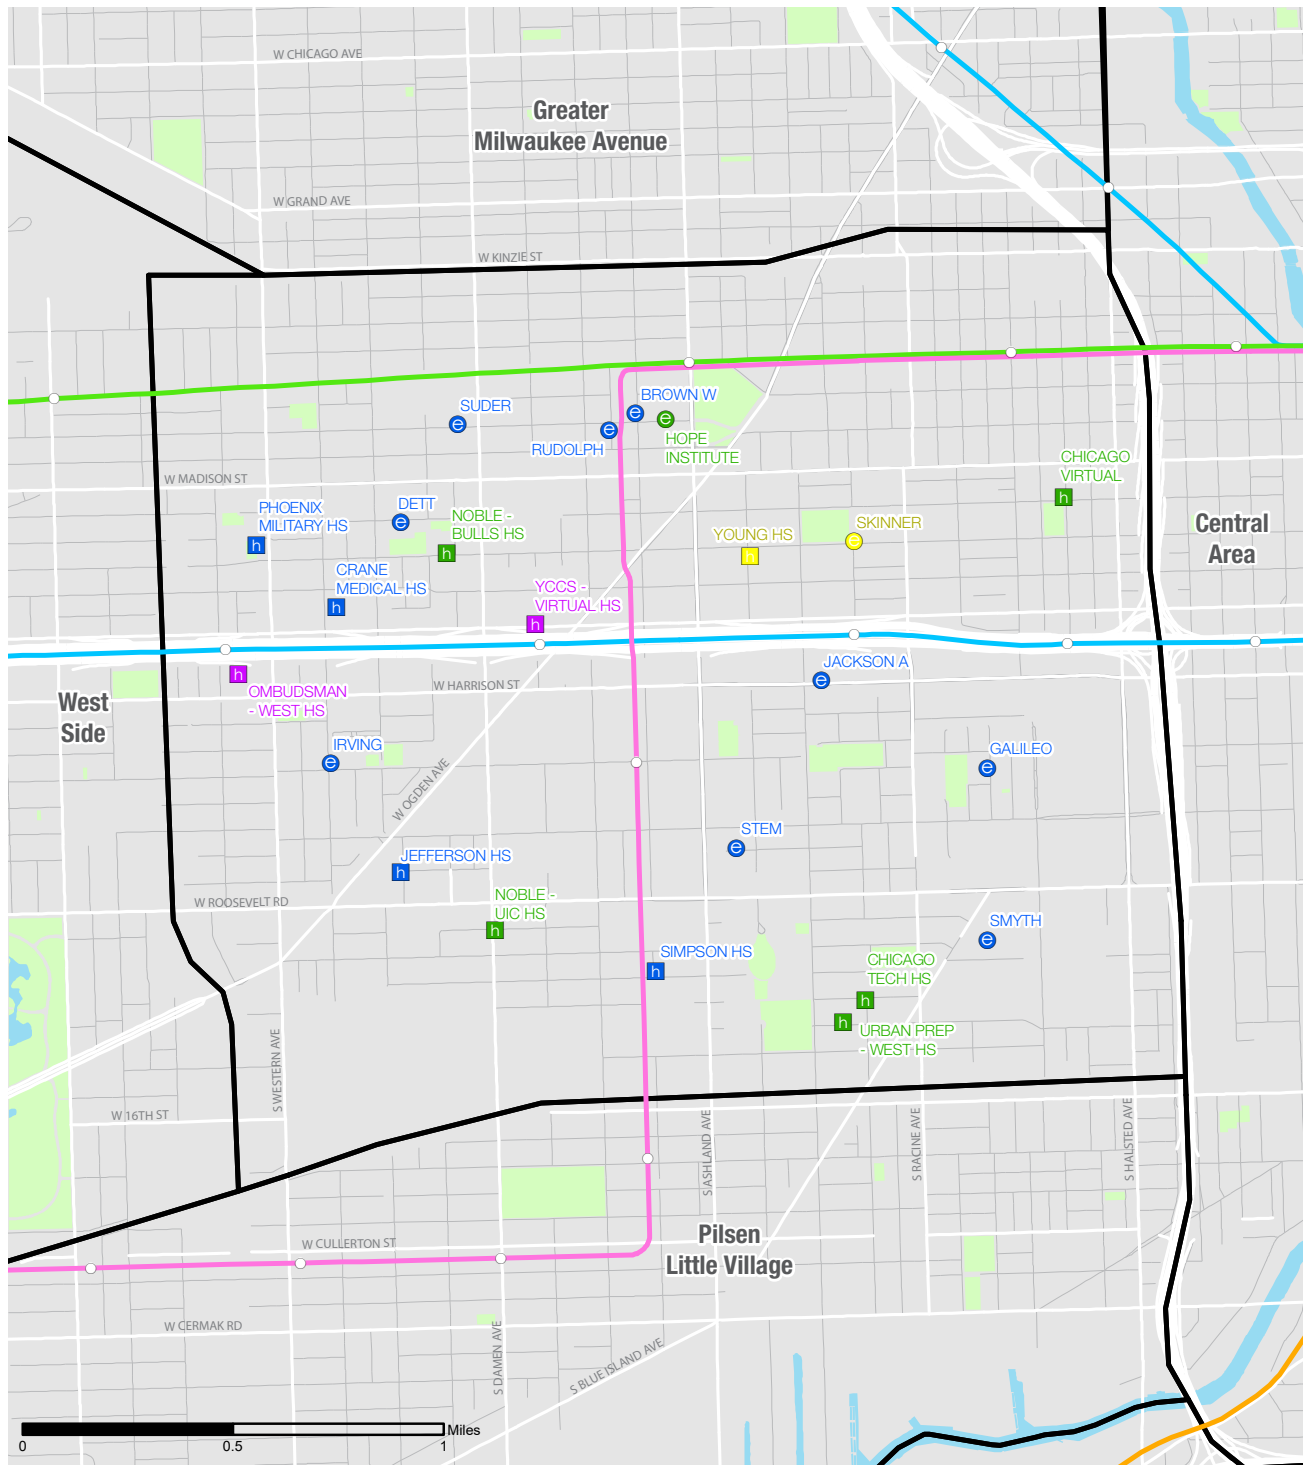 W CHICAGO AVE
Greater
Milwaukee Avenue
W GRAND AVE
W KINZIE ST
BROWN W
e
SUDER
e
e
HOPE
INSTITUTE
e
RUDOLPH
W MADISON ST
CHICAGO
VIRTUAL
h
PHOENIX
MILITARY HS
h
DETT
e
NOBLE -
BULLS HS
h
YOUNG HS
h
SKINNER
e
Central
Area
CRANE
MEDICAL HS
h
YCCS -
VIRTUAL HS
h
h
OMBUDSMAN
- WEST HS
W HARRISON ST
JACKSON A
e
West
Side
IRVING
e
GALILEO
e
W OGDEN AVE
STEM
e
JEFFERSON HS
h
W ROOSEVELT RD
NOBLE -
UIC HS
h
SMYTH
e
SIMPSON HS
h
CHICAGO
TECH HS
h
h
URBAN PREP
- WEST HS
S WESTERN AVE
W 16TH ST
S ASHLAND AVE
S RACINE AVE
S HALSTED AVE
W CULLERTON ST
Pilsen
Little Village
W CERMAK RD
S DAMEN AVE
S BLUE ISLAND AVE
Miles
0
0.5
1